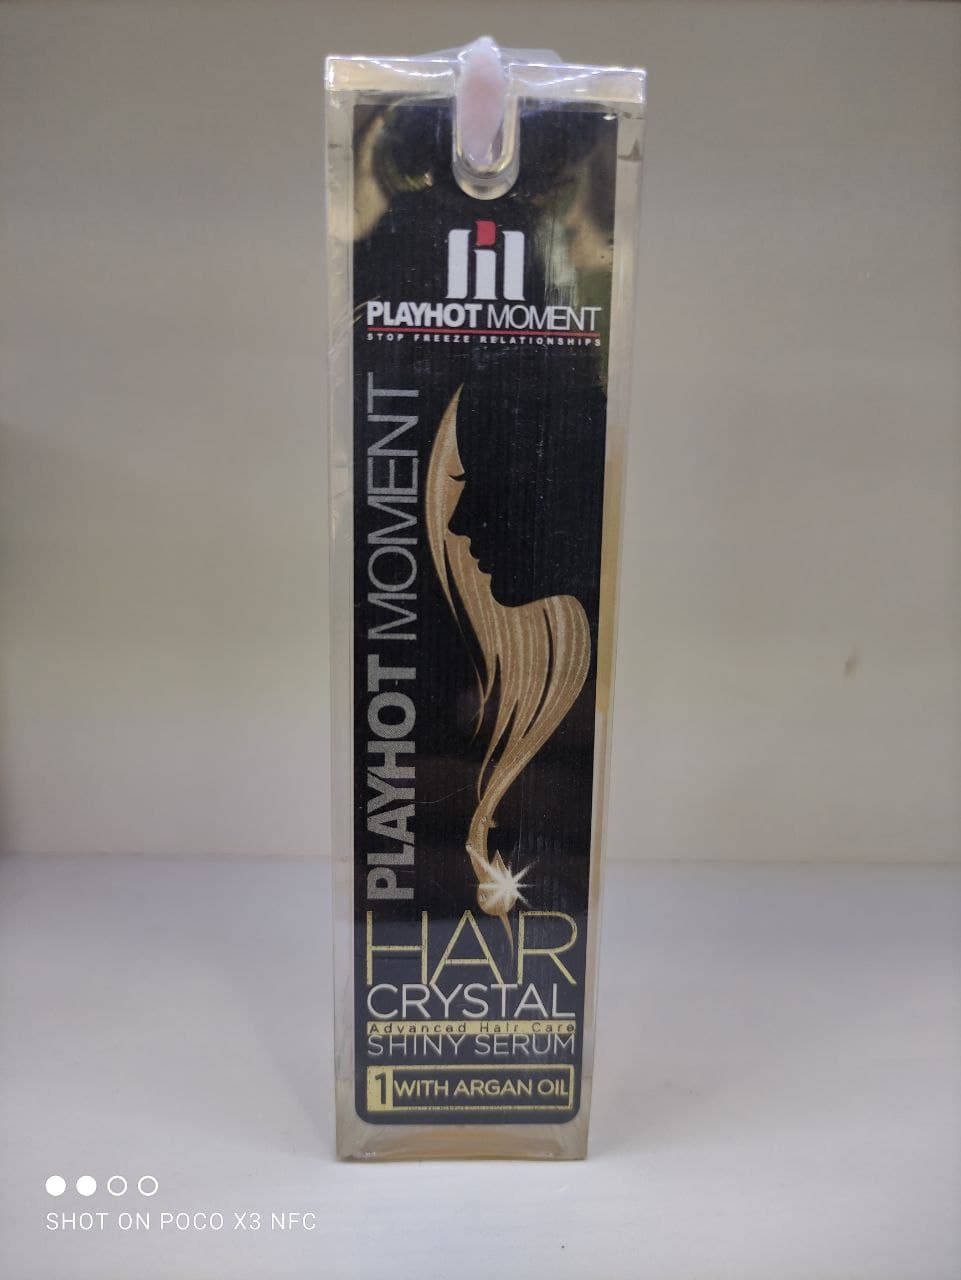 PLAYHOT MOMENT
STOP FREEZE RELATIONSHIPS
PLAYHOT MOMENT
HAIR
CRYSTAL
Advanced Hair Care
SHINY SERUM
1 WITH ARGAN OIL
SHOT ON POCO X3 NFC